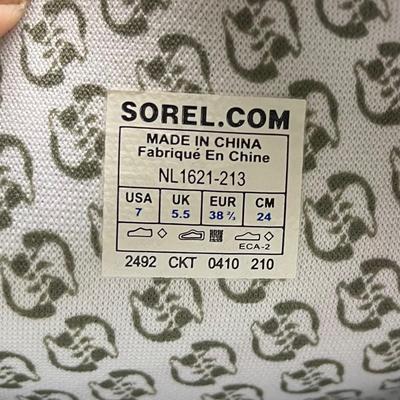 SOREL.COM
MADE IN CHINA
Fabriqué En Chine
NL1621-213
USA UK EUR CM
7 5.5 38 ⅔ 24
ECA-2
2492 CKT 0410 210